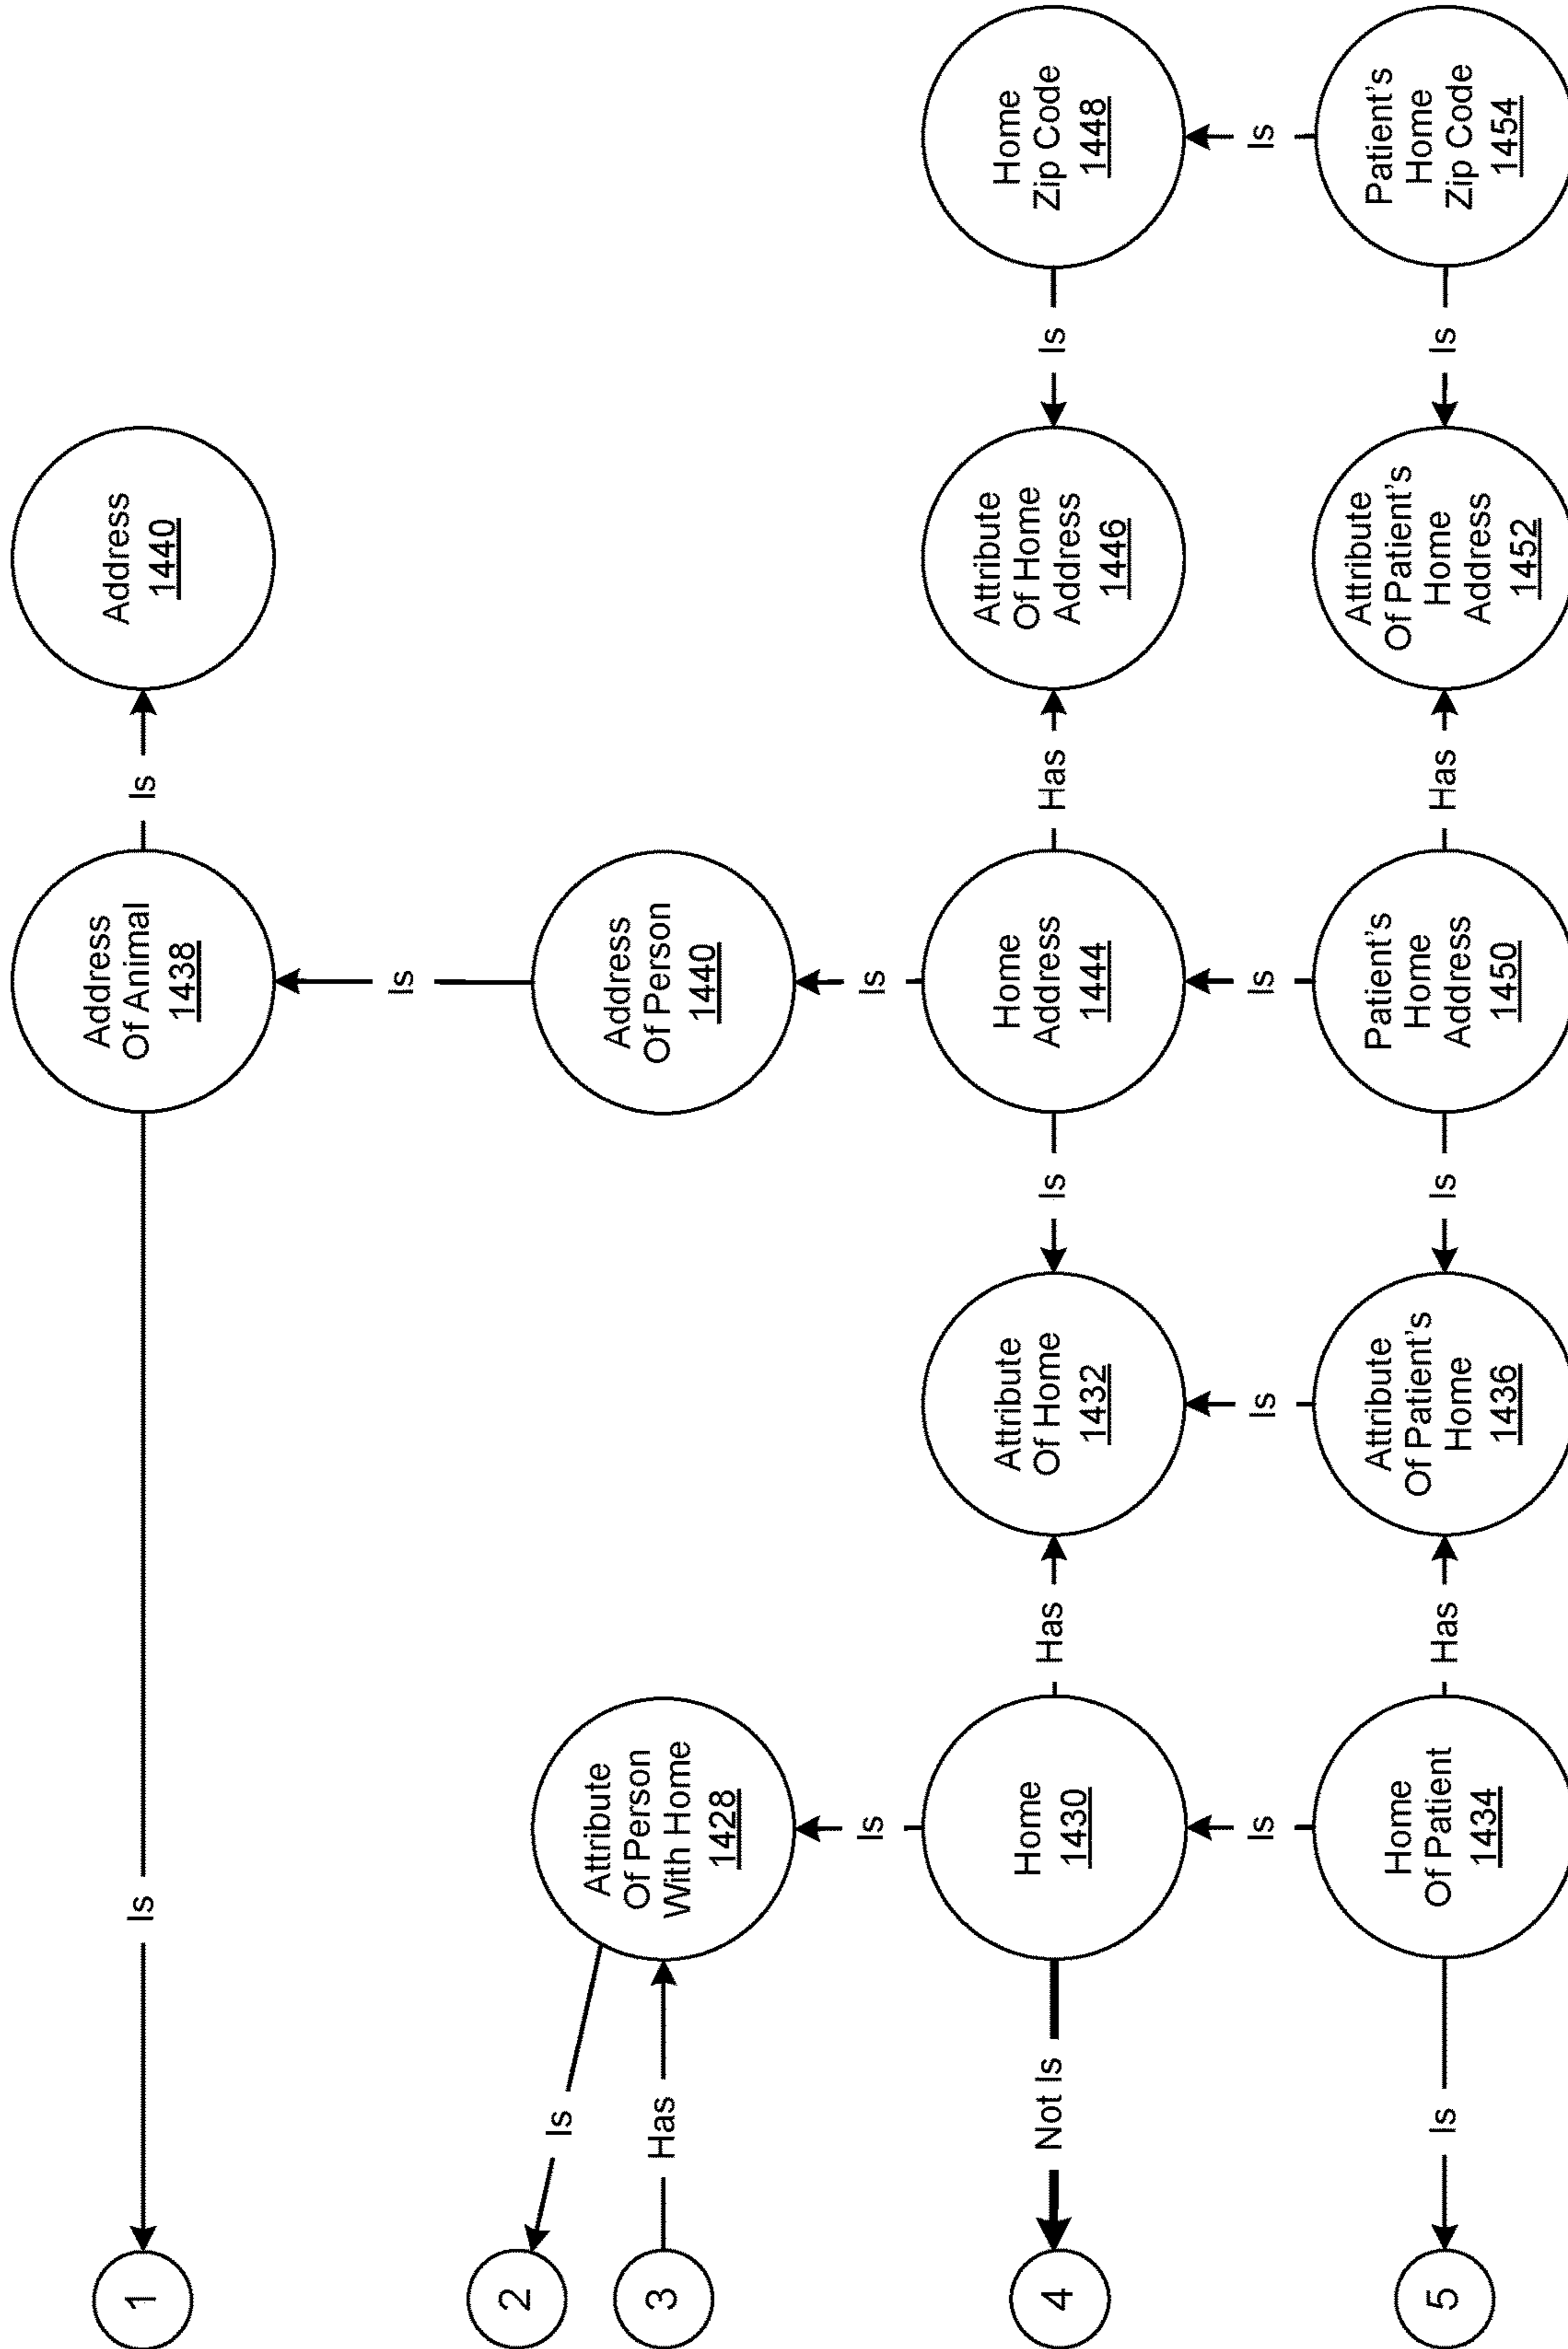 1
Is
Address
Of Animal
1438
Is
Address
1440
Is
2
Is
3
Has
Attribute
Of Person
With Home
1428
Address
Of Person
1440
Is
Is
4
Not Is
Home
1430
Has
Attribute
Of Home
1432
Is
Home
Address
1444
Has
Attribute
Of Home
Address
1446
Is
Home
Zip Code
1448
Is
Is
Is
Is
5
Is
Home
Of Patient
1434
Has
Attribute
Of Patient's
Home
1436
Is
Patient's
Home
Address
1450
Has
Attribute
Of Patient's
Home
Address
1452
Is
Patient's
Home
Zip Code
1454